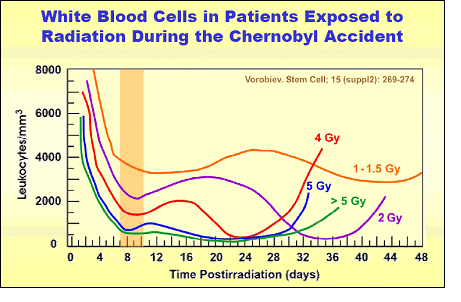 White Blood Cells in Patients Exposed to
Radiation During the Chernobyl Accident
Vorobiev. Stem Cell; 15 (suppl2): 269-274
Leukocytes/mm³
8000
6000
4000
2000
0
4 Gy
1 - 1.5 Gy
5 Gy
> 5 Gy
2 Gy
0 4 8 12 16 20 24 28 32 36 40 44 48
Time Postirradiation (days)